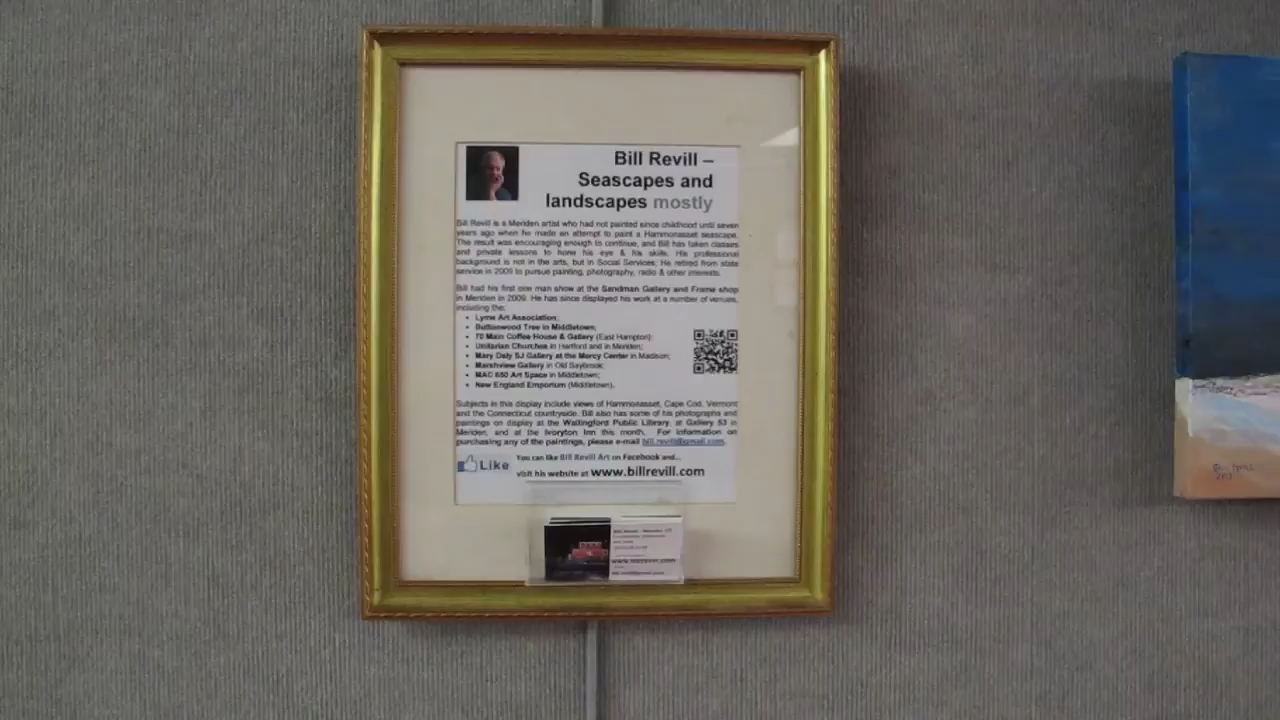 Bill Revill –
Seascapes and
landscapes mostly
Bill Revill is a Meriden artist who had not painted since childhood until seven
years ago when he made an attempt to paint a Hammonasset seascape.
The result was encouraging enough to continue, and Bill has taken classes
and private lessons to hone his eye & his skills. His professional
background is not in the arts, but in Social Services; He retired from state
service in 2009 to pursue painting, photography, radio & other interests.
Bill had his first one man show at the Sandman Gallery and Frame shop
in Meriden in 2009. He has since displayed his work at a number of venues,
including the:
• Lyme Art Association;
• Buttonwood Tree in Middletown;
• 70 Main Coffee House & Gallery (East Hampton);
• Unitarian Churches in Hartford and in Meriden;
• Mary Daly SJ Gallery at the Mercy Center in Madison;
• Marshview Gallery in Old Saybrook;
• MAC 650 Art Space in Middletown;
• New England Emporium (Middletown).
Subjects in this display include views of Hammonasset, Cape Cod, Vermont
and the Connecticut countryside. Bill also has some of his photographs and
paintings on display at the Wallingford Public Library, at Gallery 53 in
Meriden, and at the Ivoryton Inn this month. For information on
purchasing any of the paintings, please e-mail bill.revill@gmail.com.
Like
You can like Bill Revill Art on Facebook and...
visit his website at www.billrevill.com